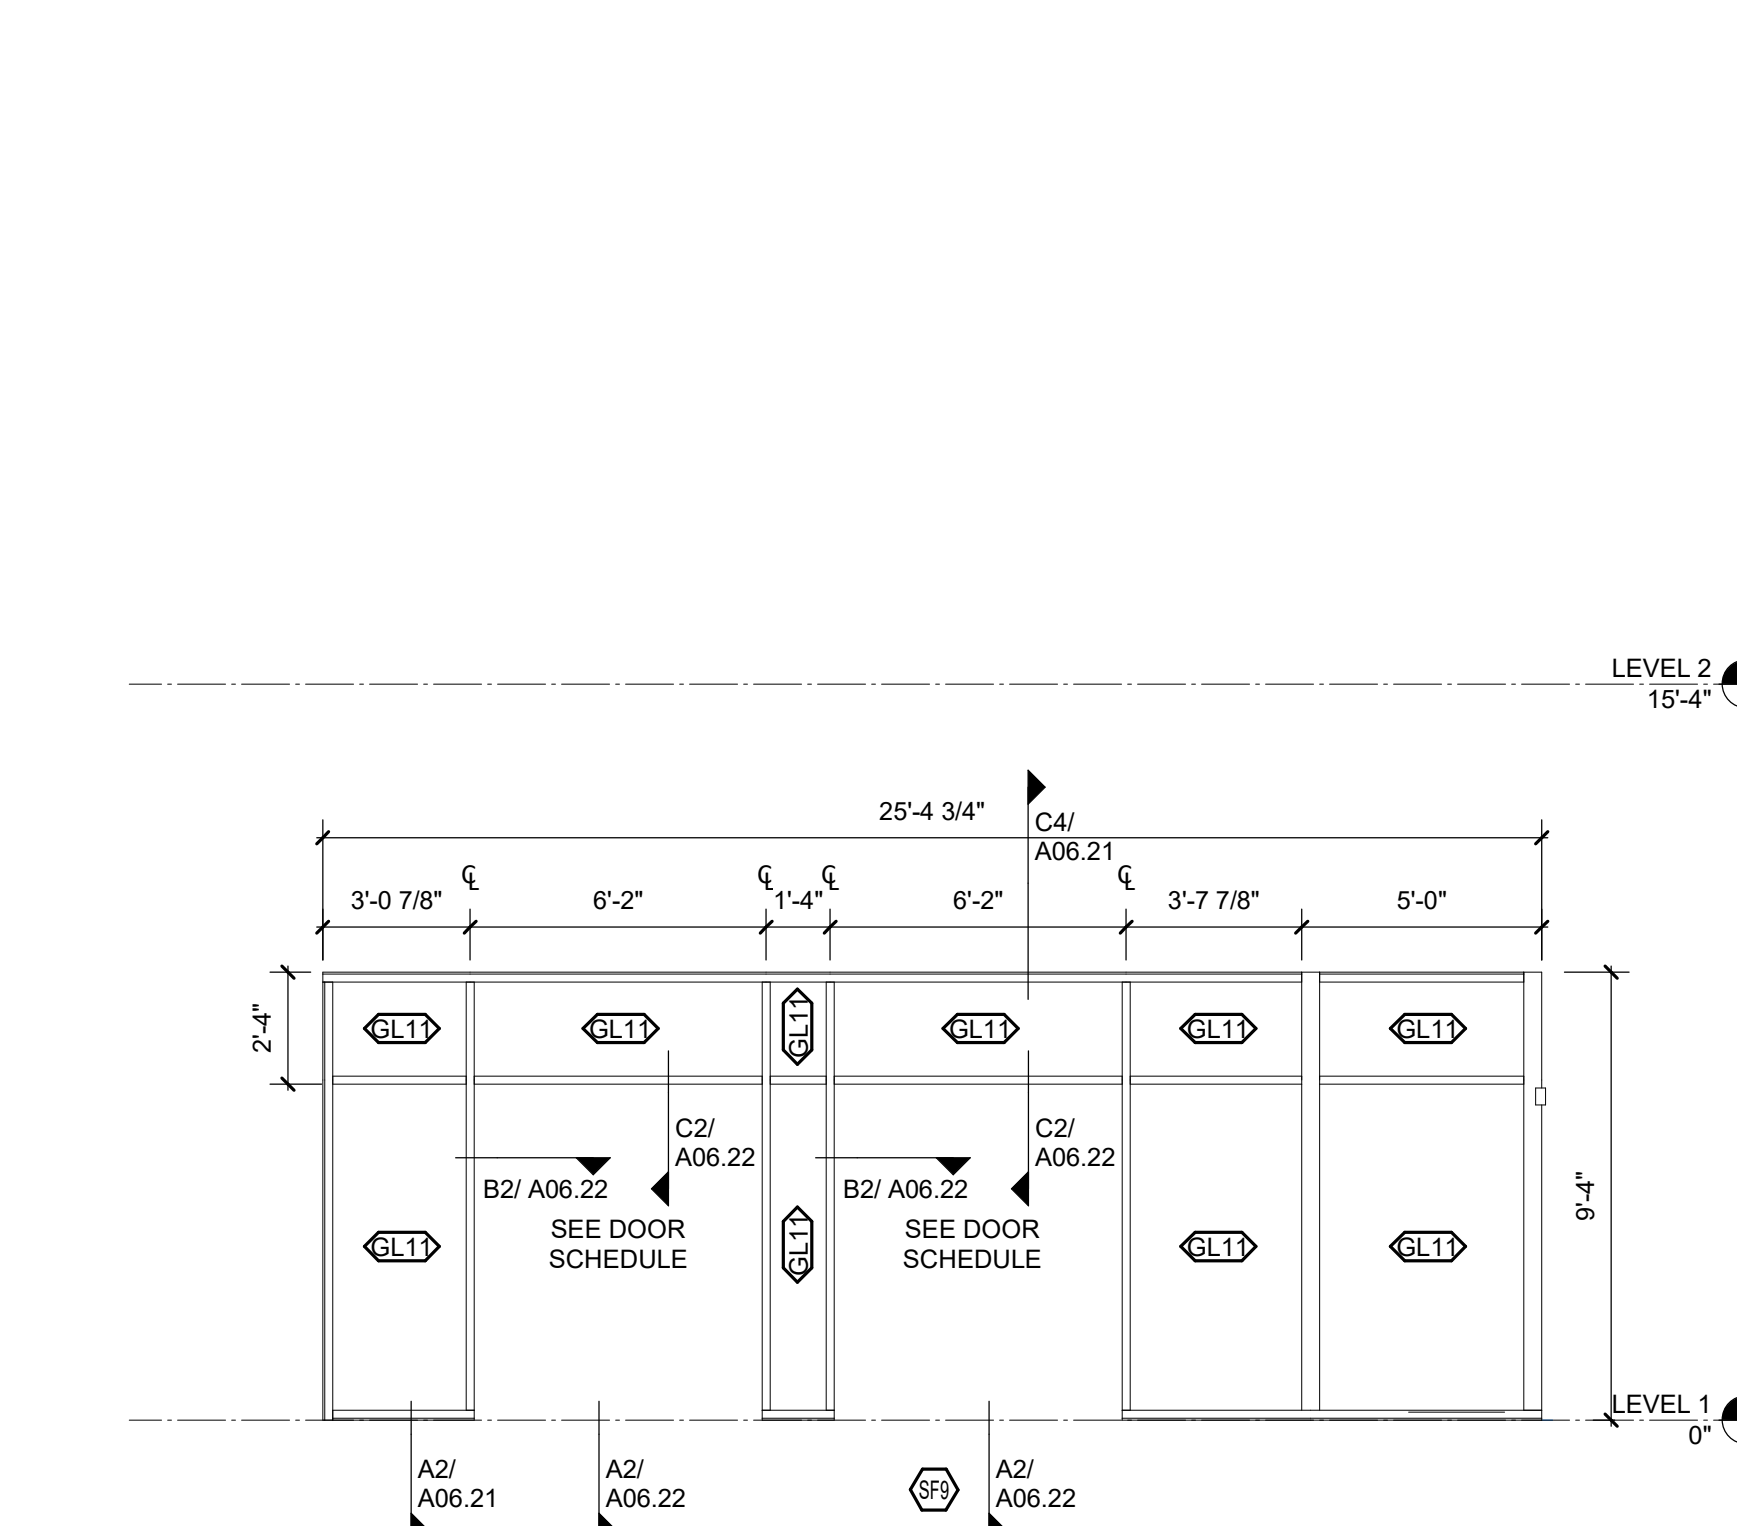 LEVEL 2
15'-4"
25'-4 3/4"
C4/
A06.21
℄ ℄ ℄ ℄
3'-0 7/8" 6'-2" 1'-4" 6'-2" 3'-7 7/8" 5'-0"
2'-4"
GL11 GL11 GL11 GL11 GL11 GL11
C2/
A06.22
C2/
A06.22
B2/ A06.22
B2/ A06.22
9'-4"
SEE DOOR
SCHEDULE
SEE DOOR
SCHEDULE
GL11 GL11 GL11 GL11
LEVEL 1
0"
A2/
A06.21
A2/
A06.22
SF9
A2/
A06.22